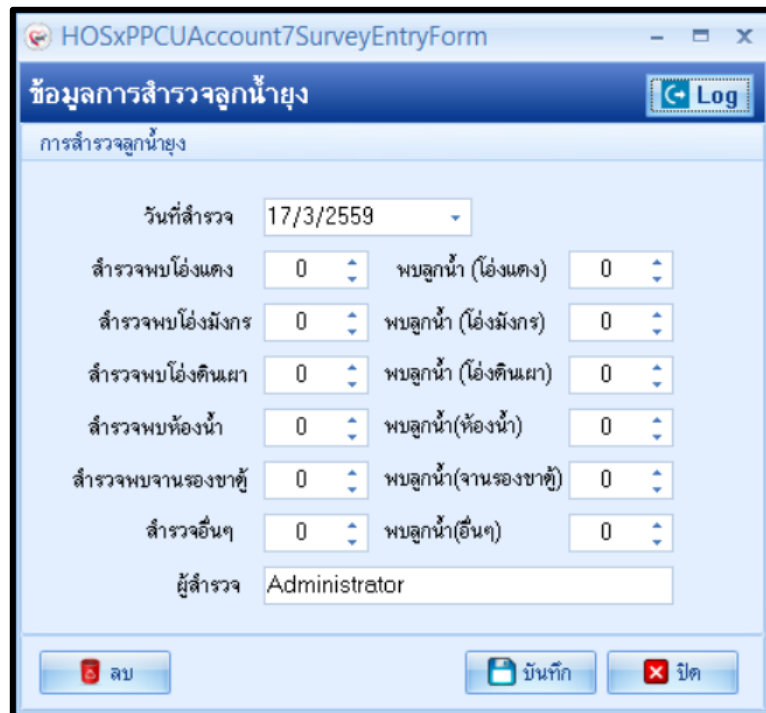 HOSxPPCUAccount7SurveyEntryForm
ข้อมูลการสำรวจลูกน้ำยุง
Log
การสำรวจลูกน้ำยุง
วันที่สำรวจ 17/3/2559
สำรวจพบโอ่งแดง 0 พบลูกน้ำ (โอ่งแดง) 0
สำรวจพบโอ่งมังกร 0 พบลูกน้ำ (โอ่งมังกร) 0
สำรวจพบโอ่งดินเผา 0 พบลูกน้ำ (โอ่งดินเผา) 0
สำรวจพบห้องน้ำ 0 พบลูกน้ำ(ห้องน้ำ) 0
สำรวจพบจานรองขาตู้ 0 พบลูกน้ำ(จานรองขาตู้) 0
สำรวจอื่นๆ 0 พบลูกน้ำ(อื่นๆ) 0
ผู้สำรวจ Administrator
ลบ บันทึก ปิด